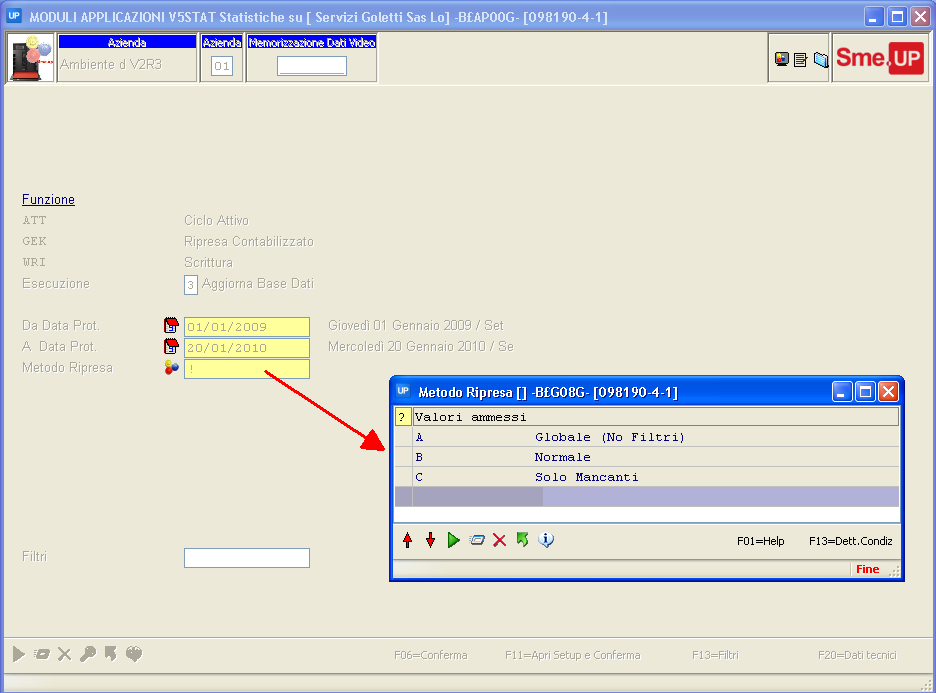 UP MODULI APPLICAZIONI V5STAT Statistiche su [ Servizi Goletti Sas Lo] -B£AP00G- [098190-4-1]
Azienda Azienda Memorizzazione Dati Video
Ambiente d V2R3 01
Sme.UP
Funzione
ATT Ciclo Attivo
GEK Ripresa Contabilizzato
WRI Scrittura
Esecuzione 3 Aggiorna Base Dati
Da Data Prot. 01/01/2009 Giovedì 01 Gennaio 2009 / Set
A Data Prot. 20/01/2010 Mercoledì 20 Gennaio 2010 / Se
Metodo Ripresa !
UP Metodo Ripresa [] -B£G08G- [098190-4-1]
? Valori ammessi
A Globale (No Filtri)
B Normale
C Solo Mancanti
F01=Help F13=Dett.Condiz
Fine
Filtri
F06=Conferma F11=Apri Setup e Conferma F13=Filtri F20=Dati tecnici